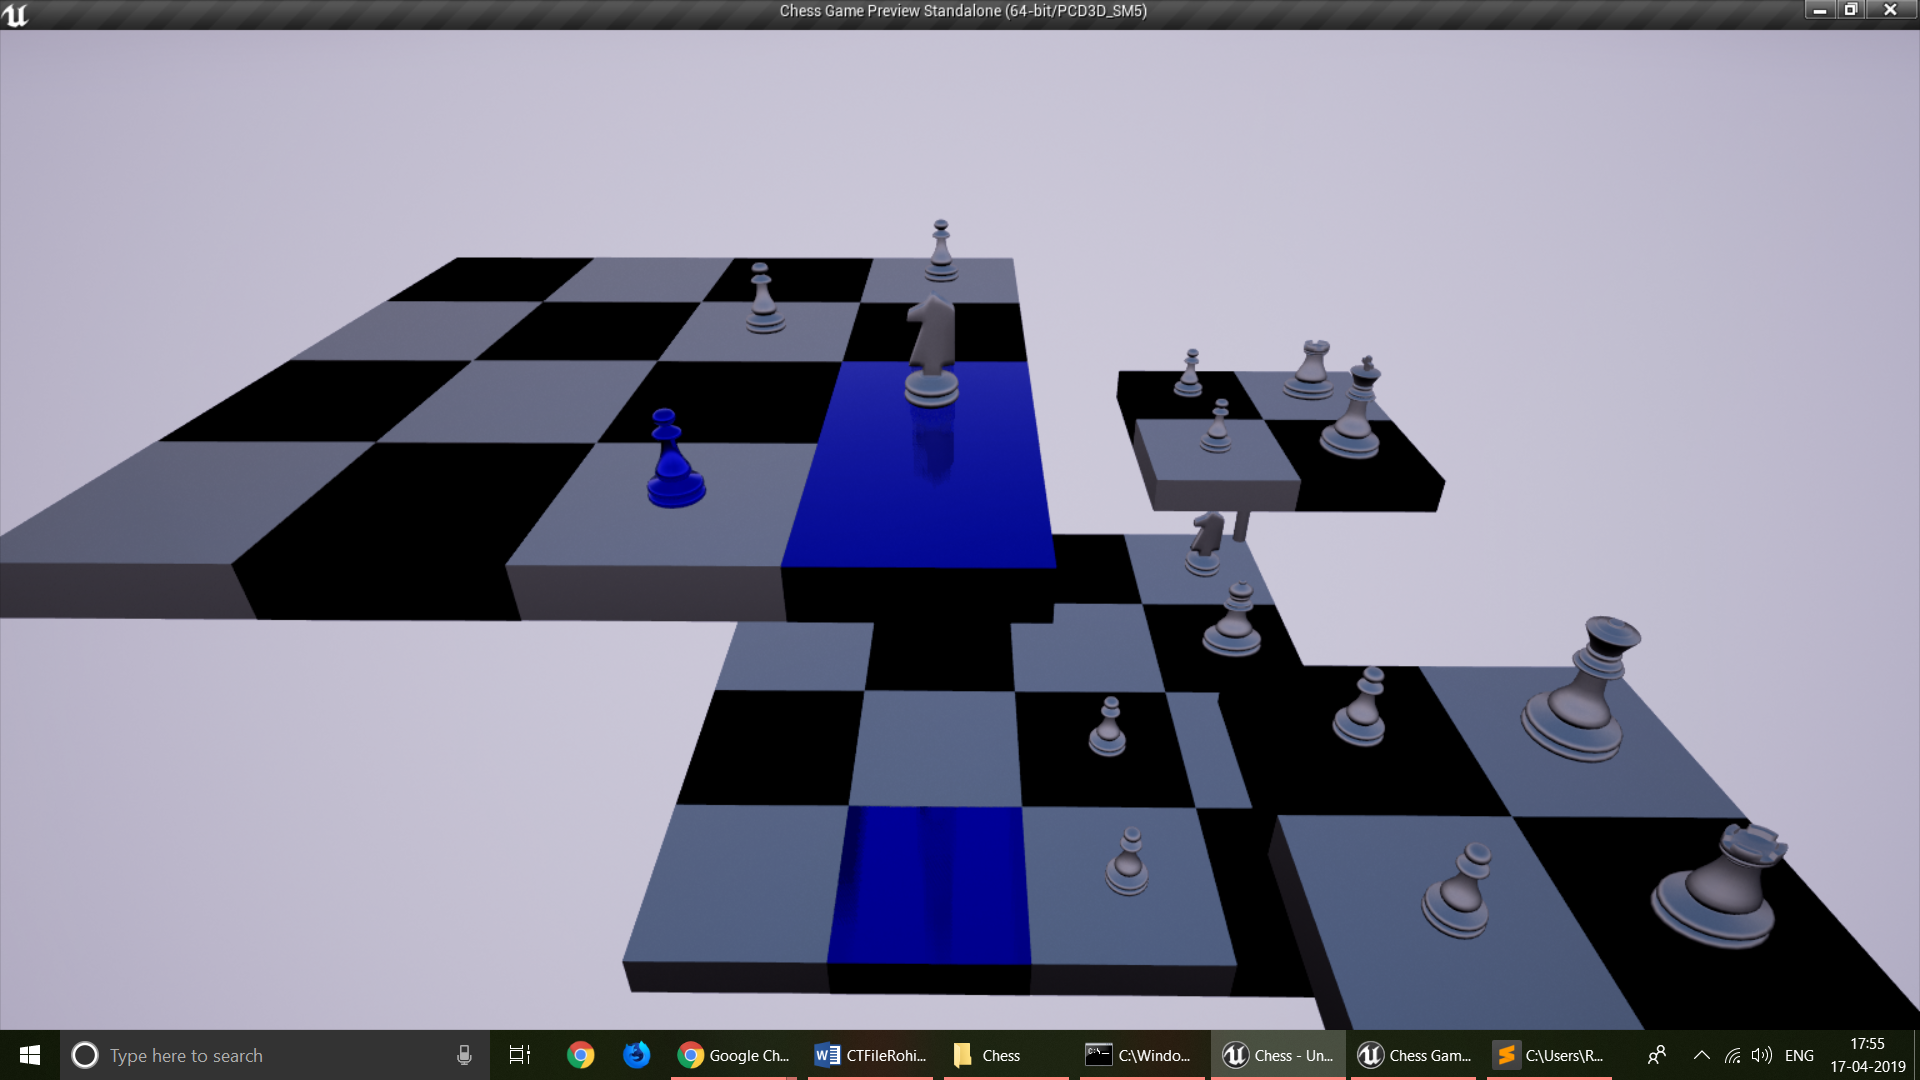 Chess Game Preview Standalone (64-bit/PCD3D_SM5)
Type here to search
Google Ch...
CTFileRohi...
Chess
C:\Windo...
Chess - Un...
Chess Gam...
C:\Users\R...
ENG
17:55
17-04-2019